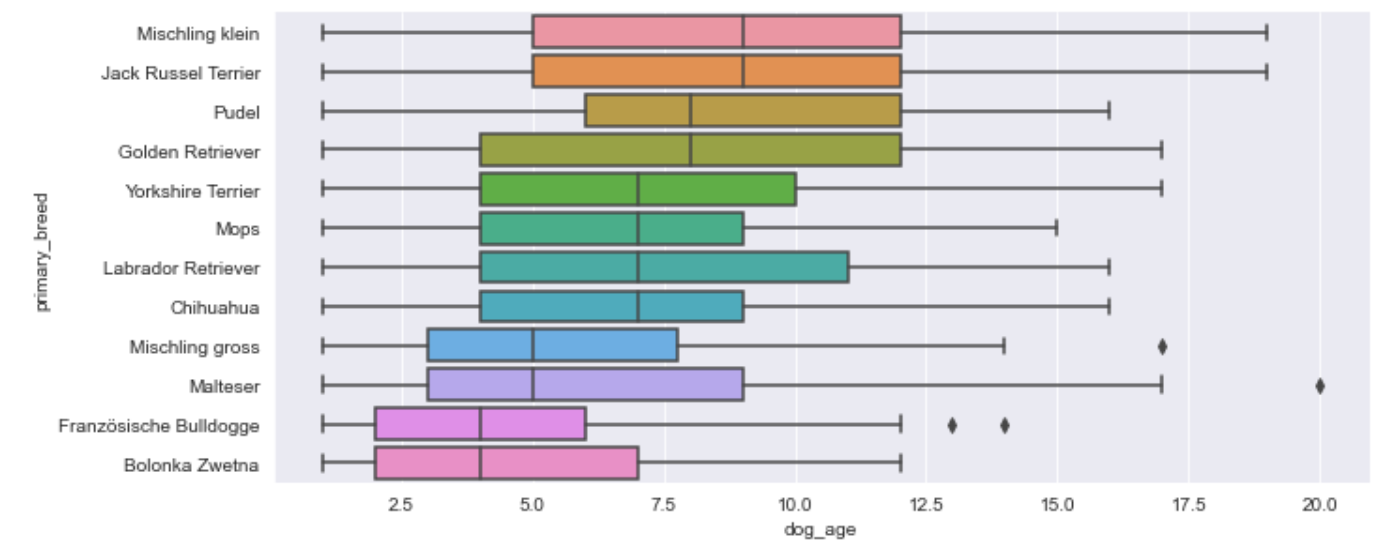 primary_breed
Mischling klein
Jack Russel Terrier
Pudel
Golden Retriever
Yorkshire Terrier
Mops
Labrador Retriever
Chihuahua
Mischling gross
Malteser
Französische Bulldogge
Bolonka Zwetna
2.5 5.0 7.5 10.0 12.5 15.0 17.5 20.0
dog_age